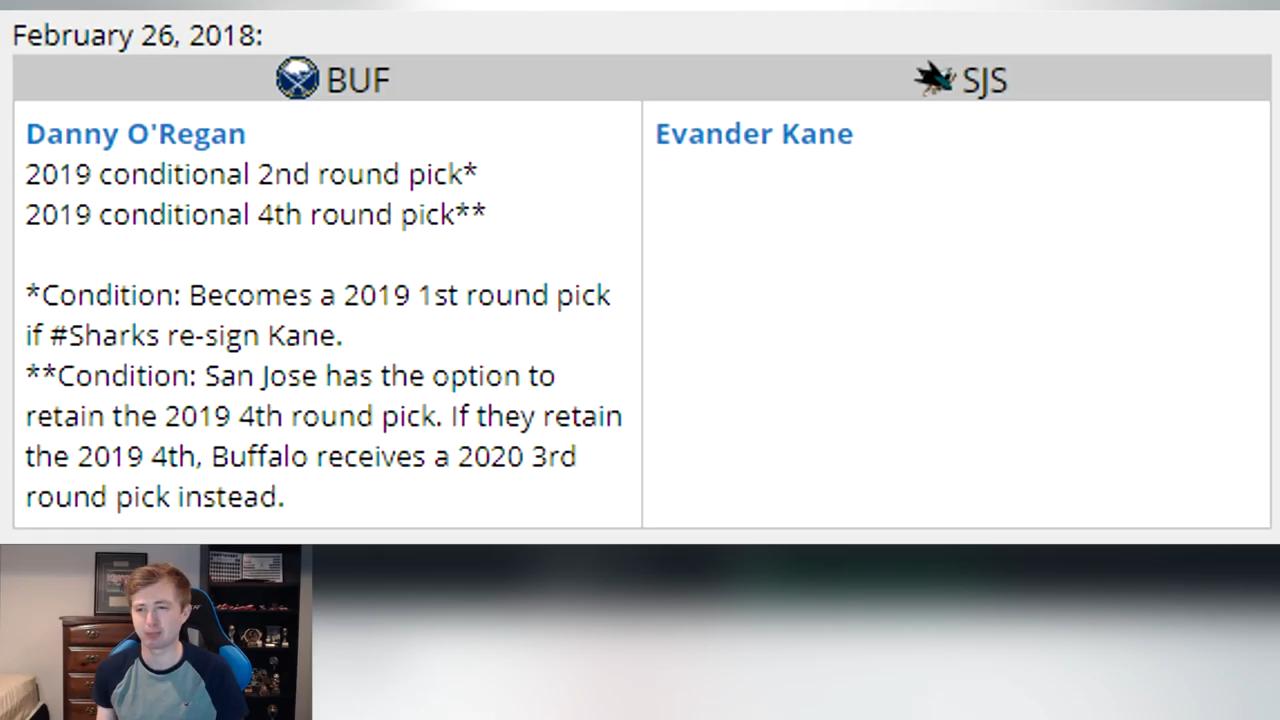 February 26, 2018:
BUF
SJS
Danny O'Regan
2019 conditional 2nd round pick*
2019 conditional 4th round pick**
*Condition: Becomes a 2019 1st round pick
if #Sharks re-sign Kane.
**Condition: San Jose has the option to
retain the 2019 4th round pick. If they retain
the 2019 4th, Buffalo receives a 2020 3rd
round pick instead.
Evander Kane